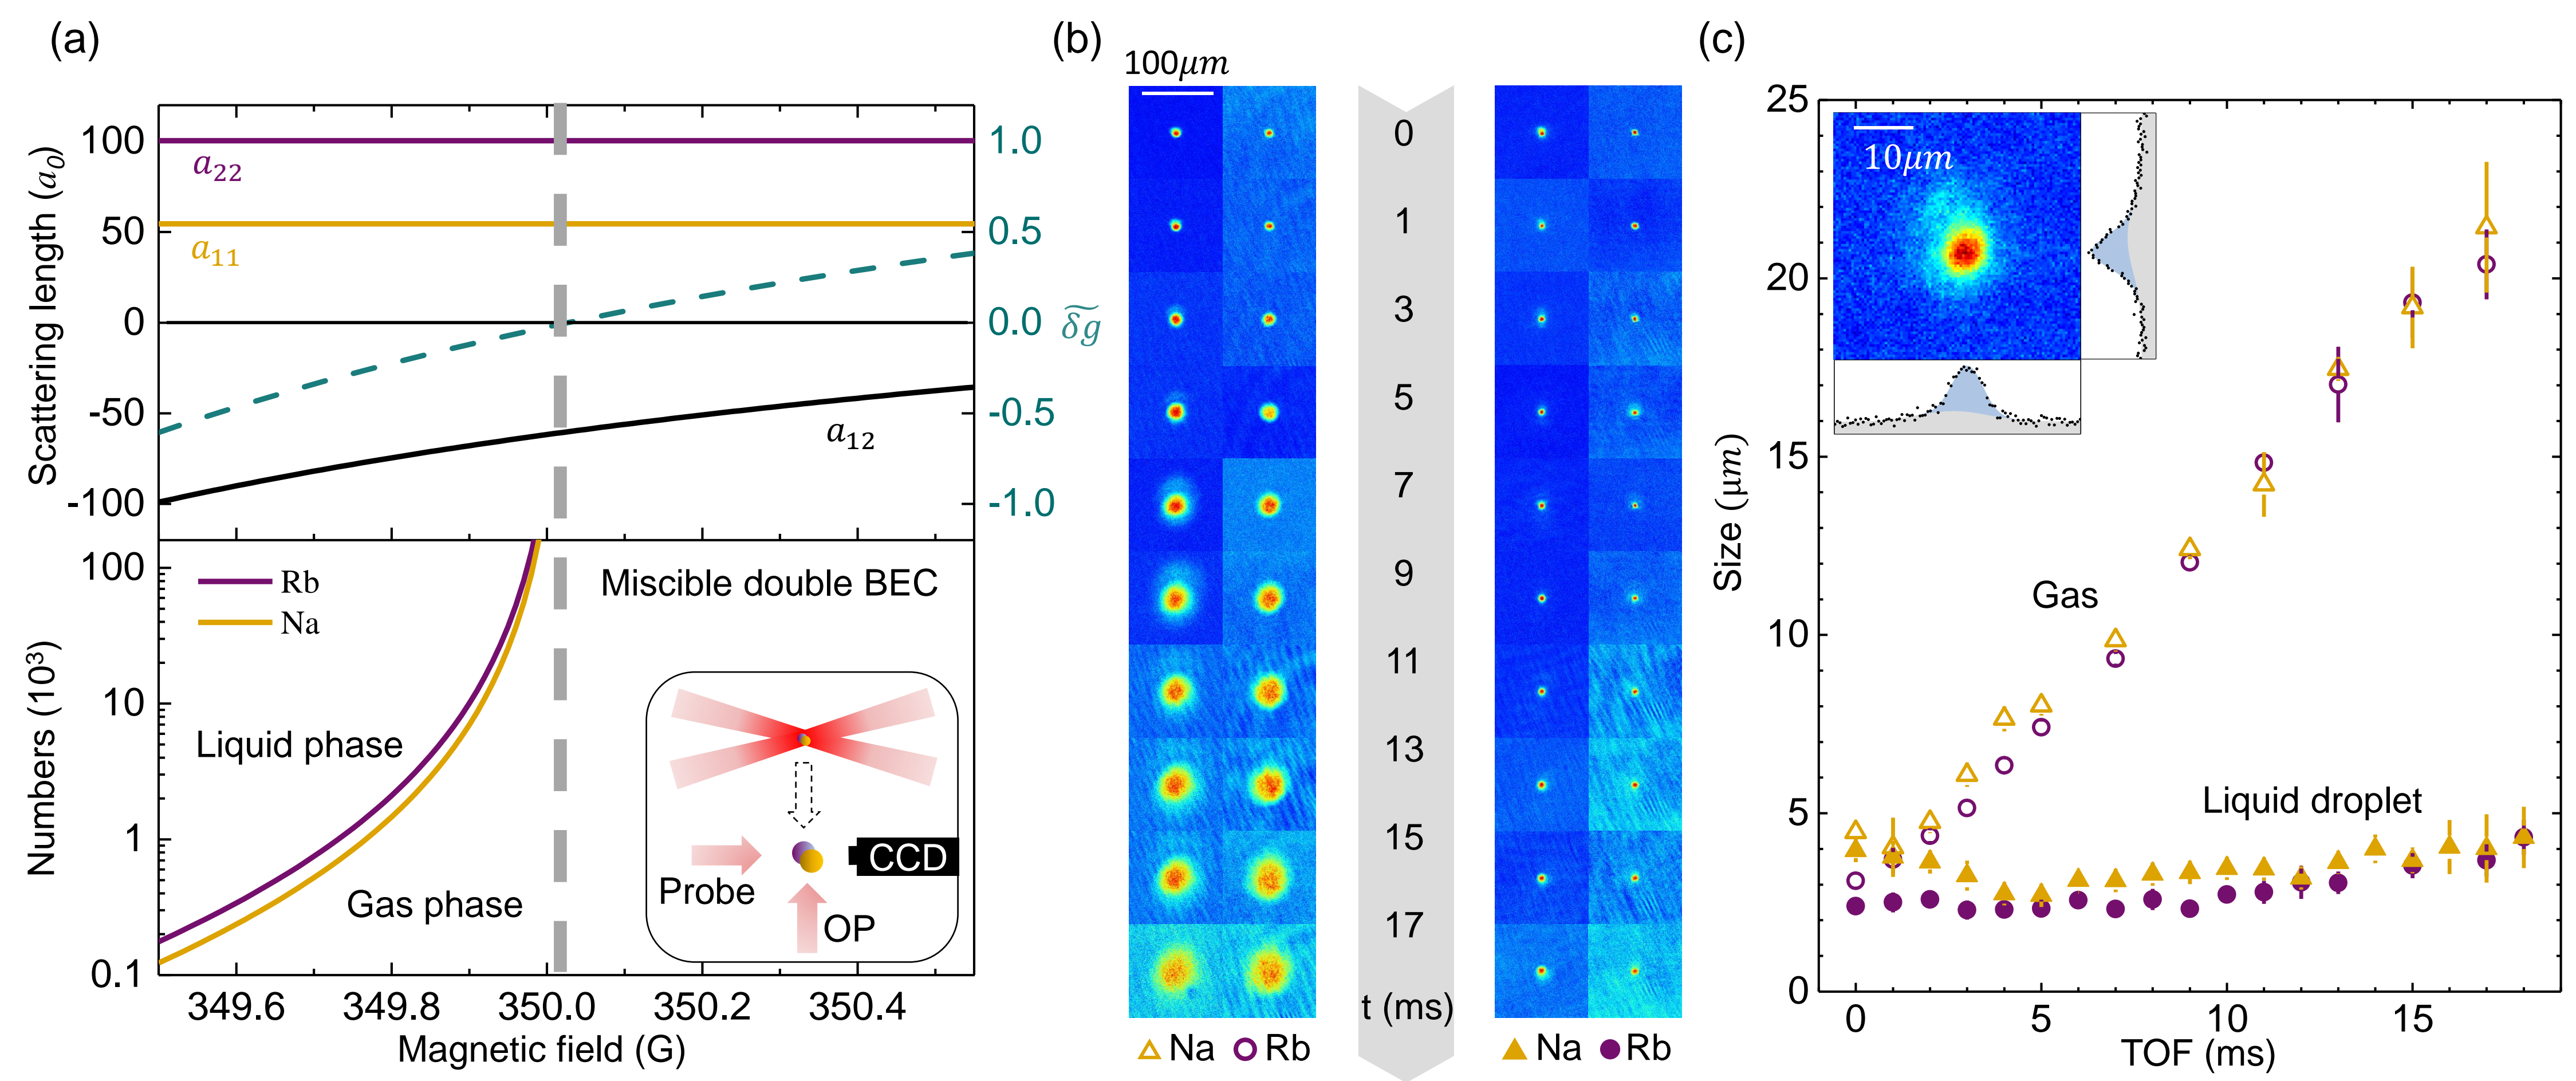 (a)
Scattering length (a₀)
100
50
0
-50
-100
1.0
0.5
0.0
-0.5
-1.0
δg̃
a₂₂
a₁₁
a₁₂
Numbers (10³)
100
10
1
0.1
Rb
Na
Liquid phase
Gas phase
Miscible double BEC
Probe
OP
CCD
349.6 349.8 350.0 350.2 350.4
Magnetic field (G)
(b)
100μm
0
1
3
5
7
9
11
13
15
17
t (ms)
Na Rb
Na Rb
(c)
Size (μm)
25
20
15
10
5
0
10μm
Gas
Liquid droplet
0 5 10 15
TOF (ms)